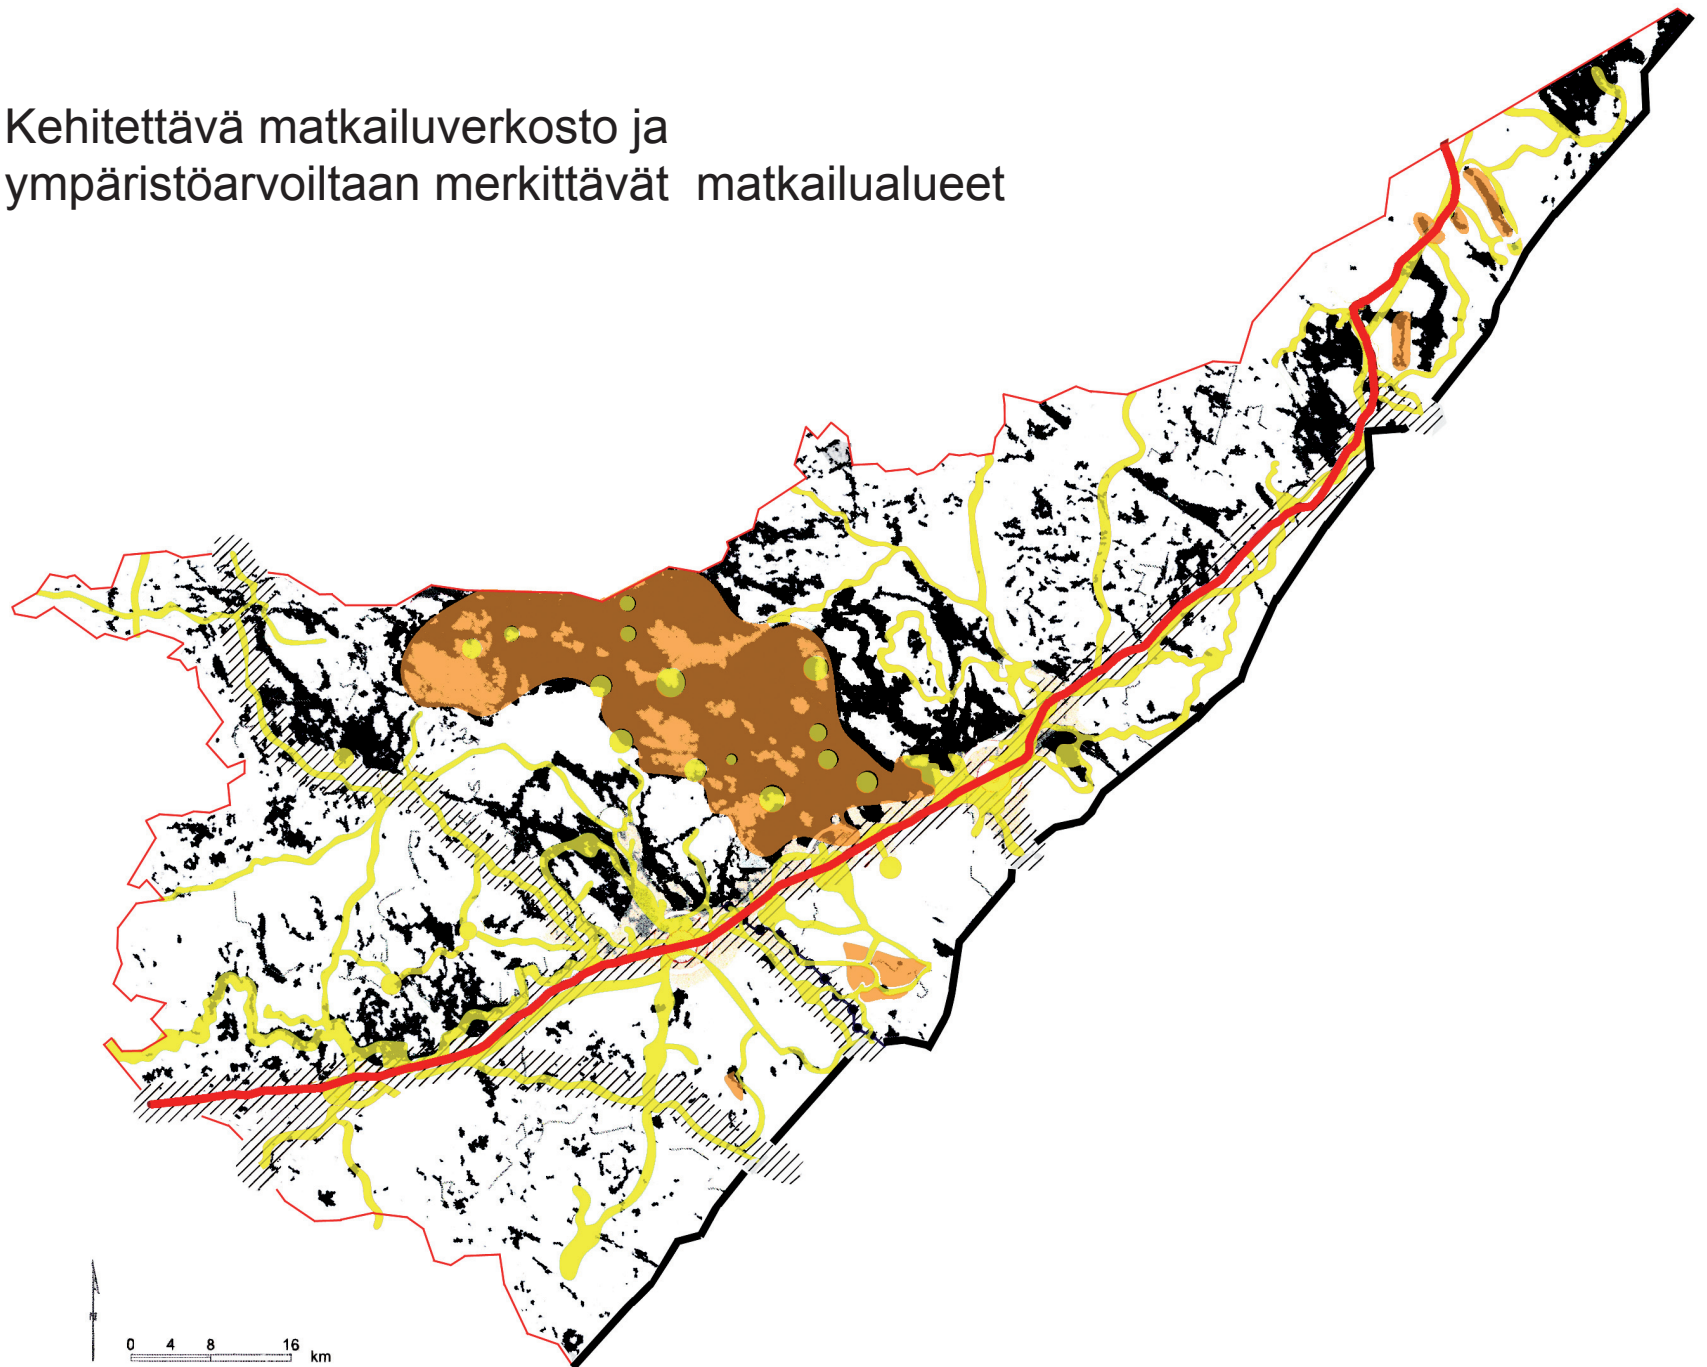 Kehitettävä matkailuverkosto ja
ympäristöarvoiltaan merkittävät matkailualueet
N
0 4 8 16
km